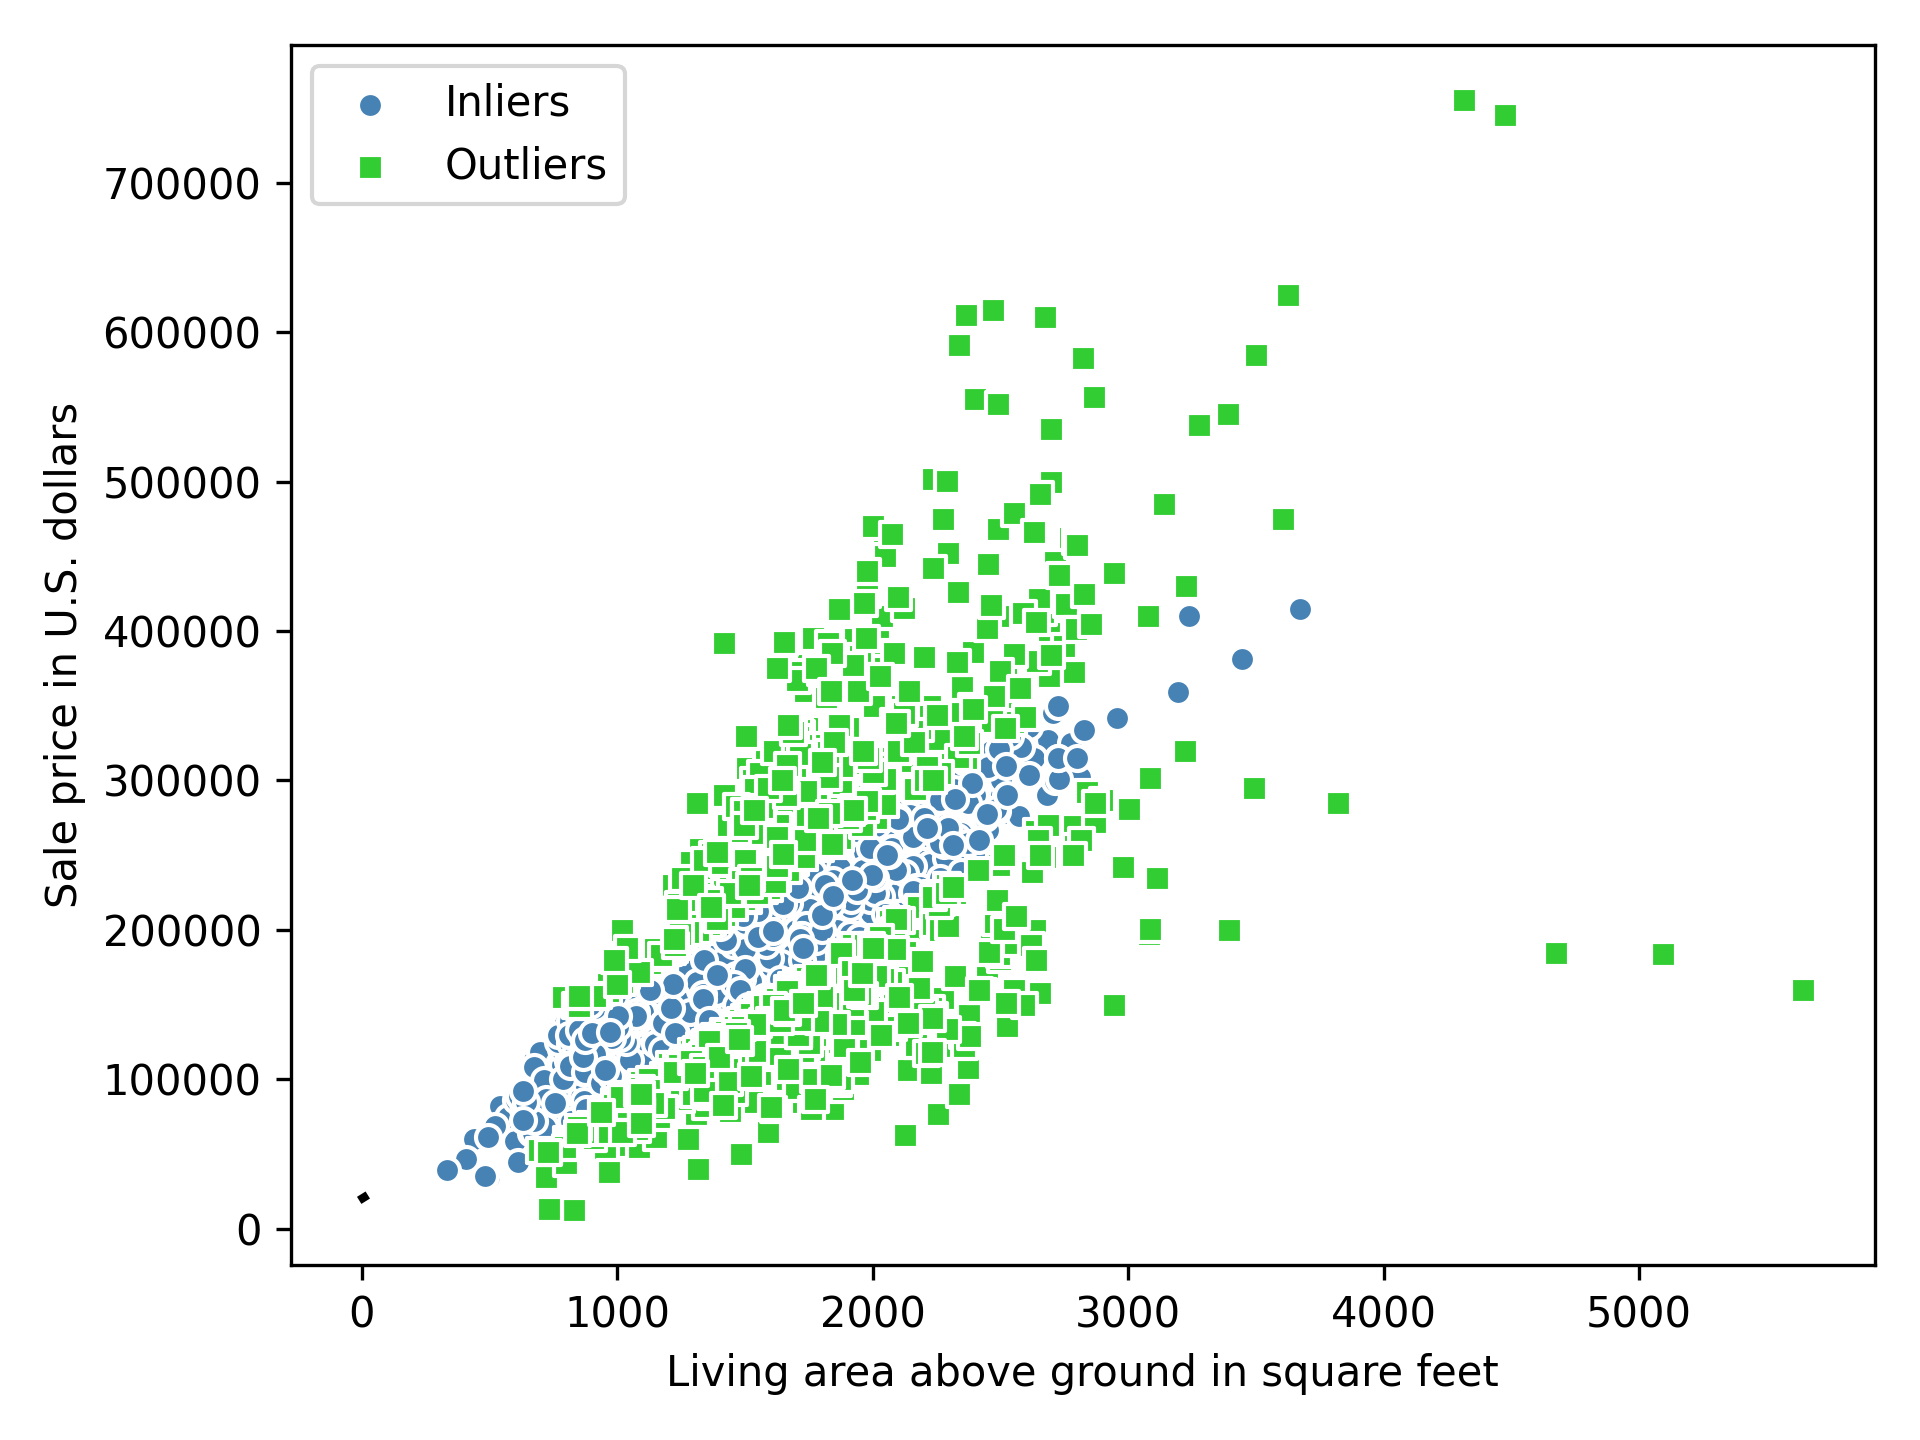 Inliers
Outliers
700000
600000
500000
400000
300000
200000
100000
0
Sale price in U.S. dollars
0 1000 2000 3000 4000 5000
Living area above ground in square feet